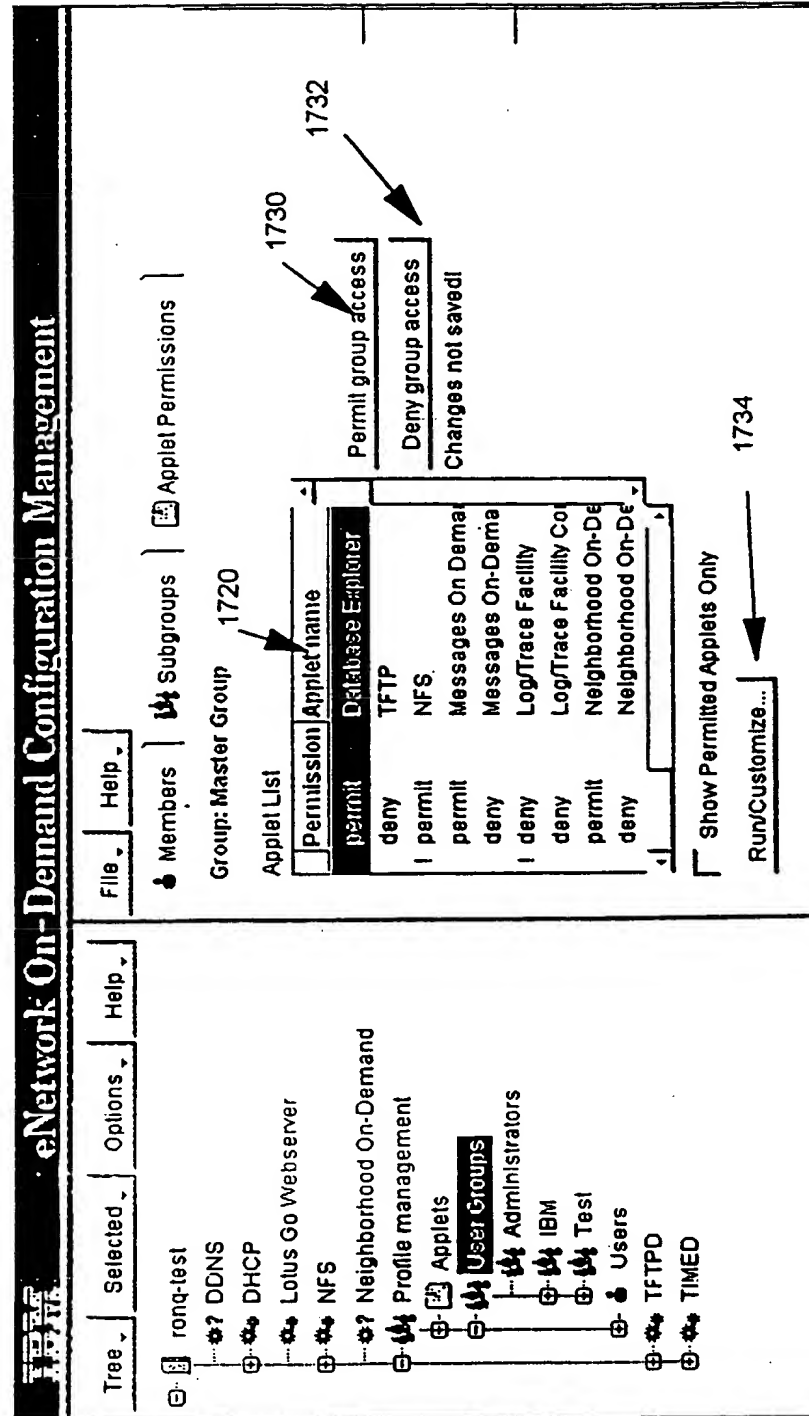 IBM eNetwork On-Demand Configuration Management
Tree Selected Options Help
ronq-test
? DDNS
DHCP
Lotus Go Webserver
NFS
? Neighborhood On-Demand
Profile management
Applets
User Groups
Administrators
IBM
Test
Users
TFTPD
TIMED
File Help
Members Subgroups Applet Permissions
Group: Master Group
1720
Applet List
Permission Applet name
permit Database Explorer
deny TFTP
! permit NFS.
permit Messages On Deman
deny Messages On-Dema
! deny Log/Trace Facility
deny Log/Trace Facility Co
permit Neighborhood On-De
deny Neighborhood On-De
1730
Permit group access
1732
Deny group access
Changes not saved!
Show Permitted Applets Only
Run/Customize...
1734